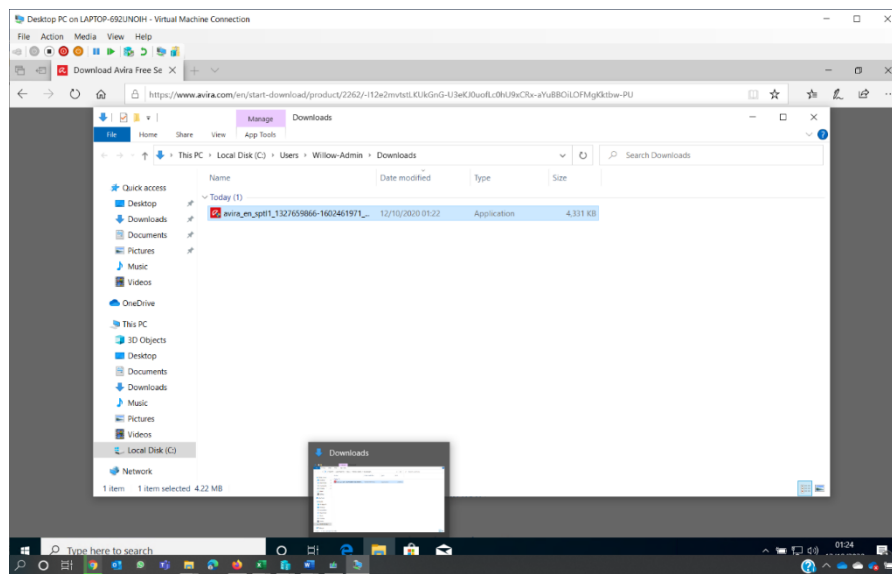 Desktop PC on LAPTOP-692UNOIH - Virtual Machine Connection
File Action Media View Help
Download Avira Free Se
https://www.avira.com/en/start-download/product/2262/-
Manage Downloads
File Home Share View App Tools
This PC › Local Disk (C:) › Users › Willow-Admin › Downloads
Search Downloads
Name Date modified Type Size
Quick access
Today (1)
Desktop
avira_en_sptl1_1327659866-1602461971_... 12/10/2020 01:22 Application 4,331 KB
Downloads
Documents
Pictures
Music
Videos
OneDrive
This PC
3D Objects
Desktop
Documents
Downloads
Music
Pictures
Videos
Local Disk (C:)
Downloads
Network
1 item 1 item selected 4.22 MB
Type here to search
01:24